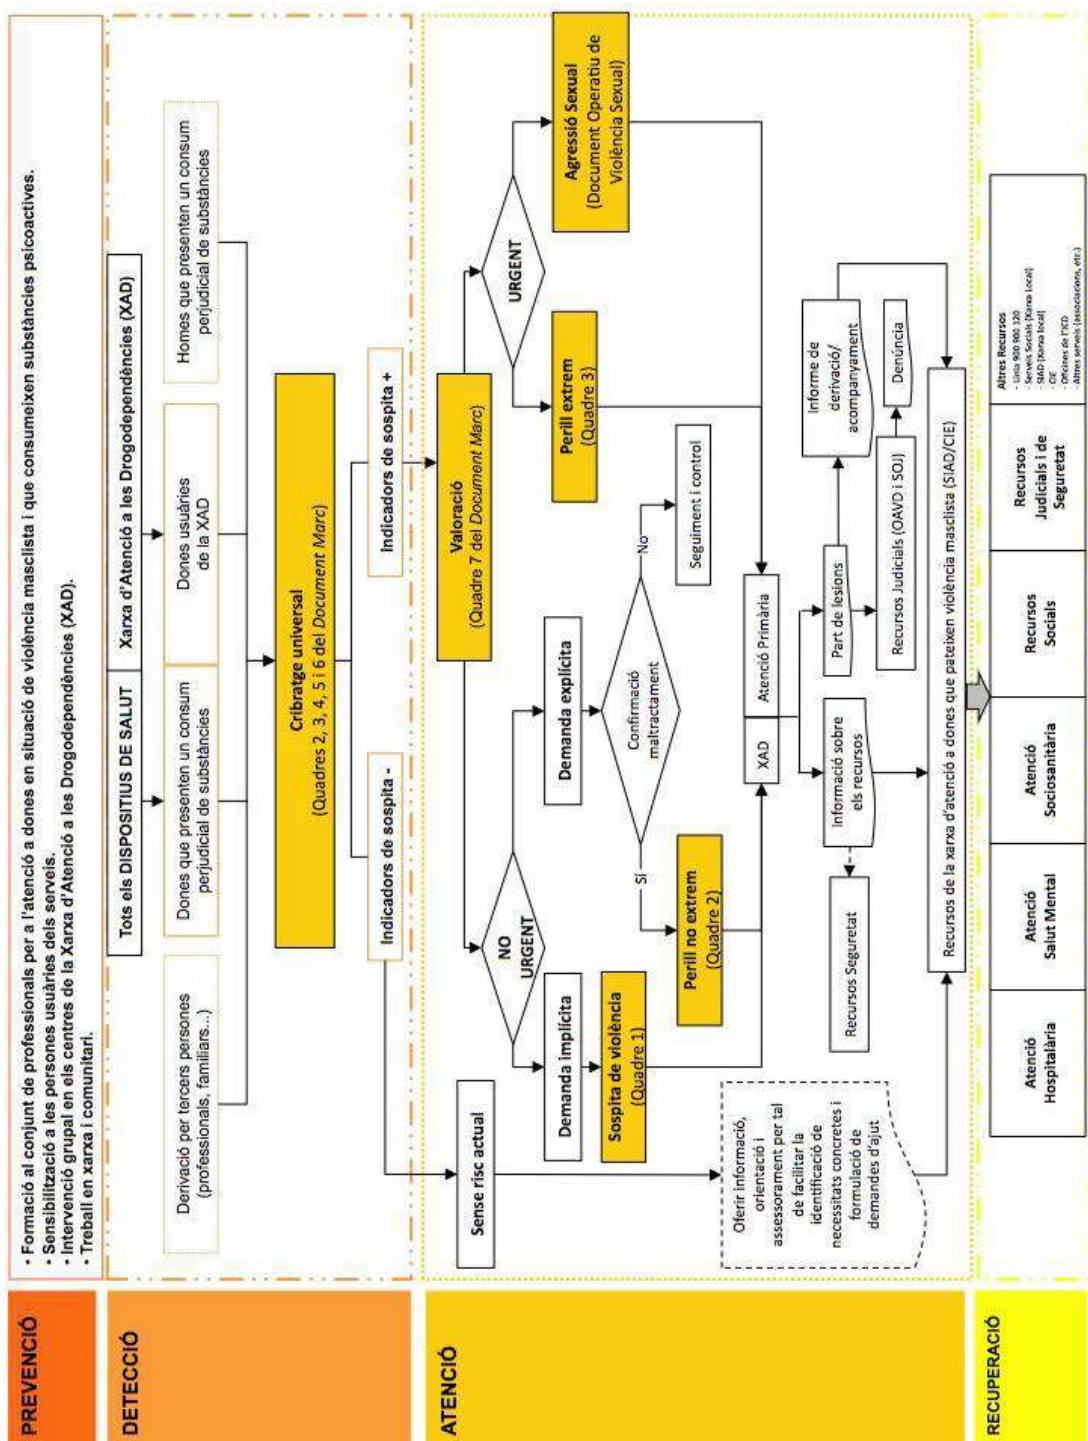 PREVENCIÓ
• Formació al conjunt de professionals per a l'atenció a dones en situació de violència masclista i que consumeixen substàncies psicoactives.
• Sensibilització a les persones usuàries dels serveis.
• Intervenció grupal en els centres de la Xarxa d'Atenció a les Drogodependències (XAD).
• Treball en xarxa i comunitari.
DETECCIÓ
Tots els DISPOSITIUS DE SALUT
Xarxa d'Atenció a les Drogodependències (XAD)
Derivació per tercers persones
(professionals, familiars...)
Dones que presenten un consum
perjudicial de substàncies
Dones usuàries
de la XAD
Homes que presenten un consum
perjudicial de substàncies
Cribratge universal
(Quadres 2, 3, 4, 5 i 6 del Document Marc)
Indicadors de sospita -
Indicadors de sospita +
ATENCIÓ
Sense risc actual
Valoració
(Quadre 7 del Document Marc)
NO
URGENT
URGENT
Demanda implícita
Demanda explícita
Perill extrem
(Quadre 3)
Agressió Sexual
(Document Operatiu de
Violència Sexual)
Sospita de violència
(Quadre 1)
Confirmació
maltractament
Sí
No
Perill no extrem
(Quadre 2)
Seguiment i control
Oferir informació,
orientació i
assessorament per tal
de facilitar la
identificació de
necessitats concretes i
formulació de
demandes d'ajut
XAD
Atenció Primària
Recursos Seguretat
Informació sobre
els recursos
Part de lesions
Informe de
derivació/
acompanyament
Recursos Judicials (OAVD i SOJ)
Denúncia
Recursos de la xarxa d'atenció a dones que pateixen violència masclista (SIAD/CIE)
RECUPERACIÓ
Atenció
Hospitalària
Atenció
Salut Mental
Atenció
Sociosanitària
Recursos
Socials
Recursos
Judicials i de
Seguretat
Altres Recursos
- Línia 900 900 120
- Serveis Socials (Xarxa Local)
- SIAD (Xarxa local)
- CIE
- Oficines de l'ICD
- Altres serveis (associacions, etc.)